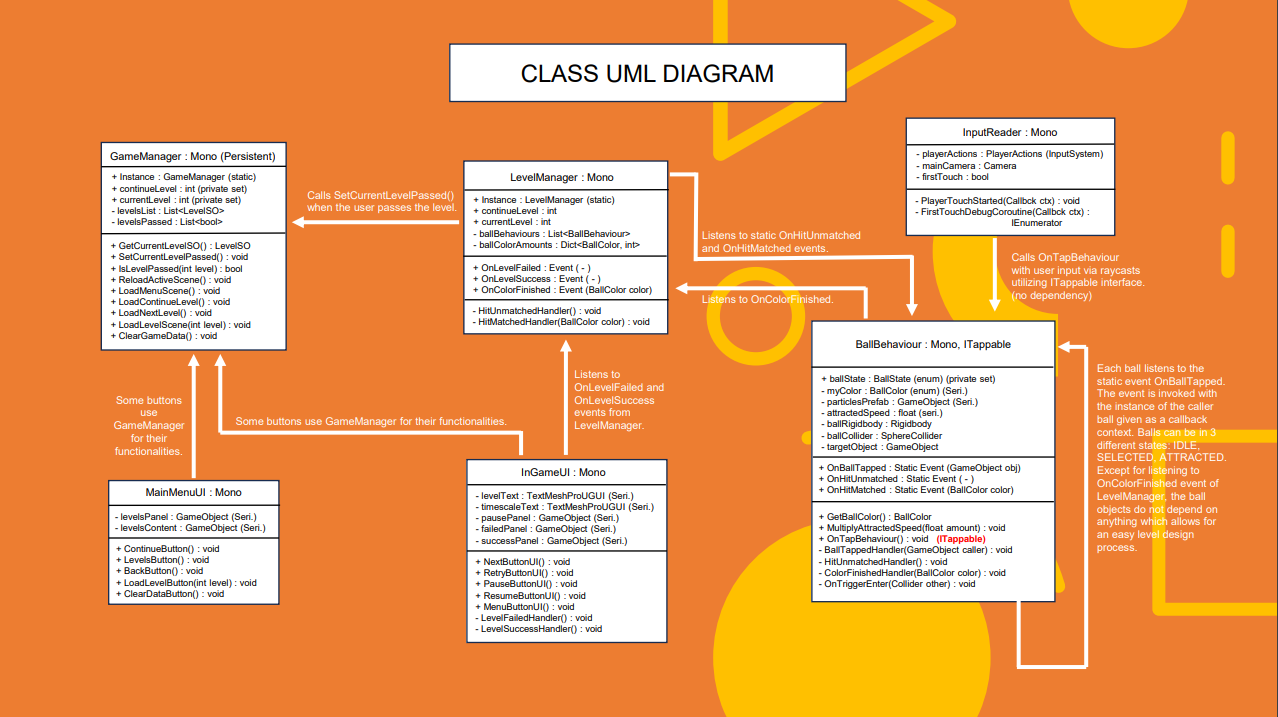 CLASS UML DIAGRAM
GameManager : Mono (Persistent)
+ Instance : GameManager (static)
+ continueLevel : int (private set)
+ currentLevel : int (private set)
- levelsList : List<LevelSO>
- levelsPassed : List<bool>
+ GetCurrentLevelSO() : LevelSO
+ SetCurrentLevelPassed() : void
+ IsLevelPassed(int level) : bool
+ ReloadActiveScene() : void
+ LoadMenuScene() : void
+ LoadContinueLevel() : void
+ LoadNextLevel() : void
+ LoadLevelScene(int level) : void
+ ClearGameData() : void
Calls SetCurrentLevelPassed()
when the user passes the level.
LevelManager : Mono
+ Instance : LevelManager (static)
+ continueLevel : int
+ currentLevel : int
- ballBehaviours : List<BallBehaviour>
- ballColorAmounts : Dict<BallColor, int>
+ OnLevelFailed : Event ( - )
+ OnLevelSuccess : Event ( - )
+ OnColorFinished : Event (BallColor color)
- HitUnmatchedHandler() : void
- HitMatchedHandler(BallColor color) : void
Listens to static OnHitUnmatched
and OnHitMatched events.
Listens to OnColorFinished.
InputReader : Mono
- playerActions : PlayerActions (InputSystem)
- mainCamera : Camera
- firstTouch : bool
- PlayerTouchStarted(Callbck ctx) : void
- FirstTouchDebugCoroutine(Callbck ctx) :
IEnumerator
Calls OnTapBehaviour
with user input via raycasts
utilizing ITappable interface.
(no dependency)
BallBehaviour : Mono, ITappable
+ ballState : BallState (enum) (private set)
- myColor : BallColor (enum) (Seri.)
- particlesPrefab : GameObject (Seri.)
- attractedSpeed : float (seri.)
- ballRigidbody : Rigidbody
- ballCollider : SphereCollider
- targetObject : GameObject
+ OnBallTapped : Static Event (GameObject obj)
+ OnHitUnmatched : Static Event ( - )
+ OnHitMatched : Static Event (BallColor color)
+ GetBallColor() : BallColor
+ MultiplyAttractedSpeed(float amount) : void
+ OnTapBehaviour() : void (ITappable)
- BallTappedHandler(GameObject caller) : void
- HitUnmatchedHandler() : void
- ColorFinishedHandler(BallColor color) : void
- OnTriggerEnter(Collider other) : void
Each ball listens to the
static event OnBallTapped.
The event is invoked with
the instance of the caller
ball given as a callback
context. Balls can be in 3
different states: IDLE,
SELECTED, ATTRACTED.
Except for listening to
OnColorFinished event of
LevelManager, the ball
objects do not depend on
anything which allows for
an easy level design
process.
Some buttons
use
GameManager
for their
functionalities.
Some buttons use GameManager for their functionalities.
Listens to
OnLevelFailed and
OnLevelSuccess
events from
LevelManager.
MainMenuUI : Mono
- levelsPanel : GameObject (Seri.)
- levelsContent : GameObject (Seri.)
+ ContinueButton() : void
+ LevelsButton() : void
+ BackButton() : void
+ LoadLevelButton(int level) : void
+ ClearDataButton() : void
InGameUI : Mono
- levelText : TextMeshProUGUI (Seri.)
- timescaleText : TextMeshProUGUI (Seri.)
- pausePanel : GameObject (Seri.)
- failedPanel : GameObject (Seri.)
- successPanel : GameObject (Seri.)
+ NextButtonUI() : void
+ RetryButtonUI() : void
+ PauseButtonUI() : void
+ ResumeButtonUI() : void
+ MenuButtonUI() : void
- LevelFailedHandler() : void
- LevelSuccessHandler() : void